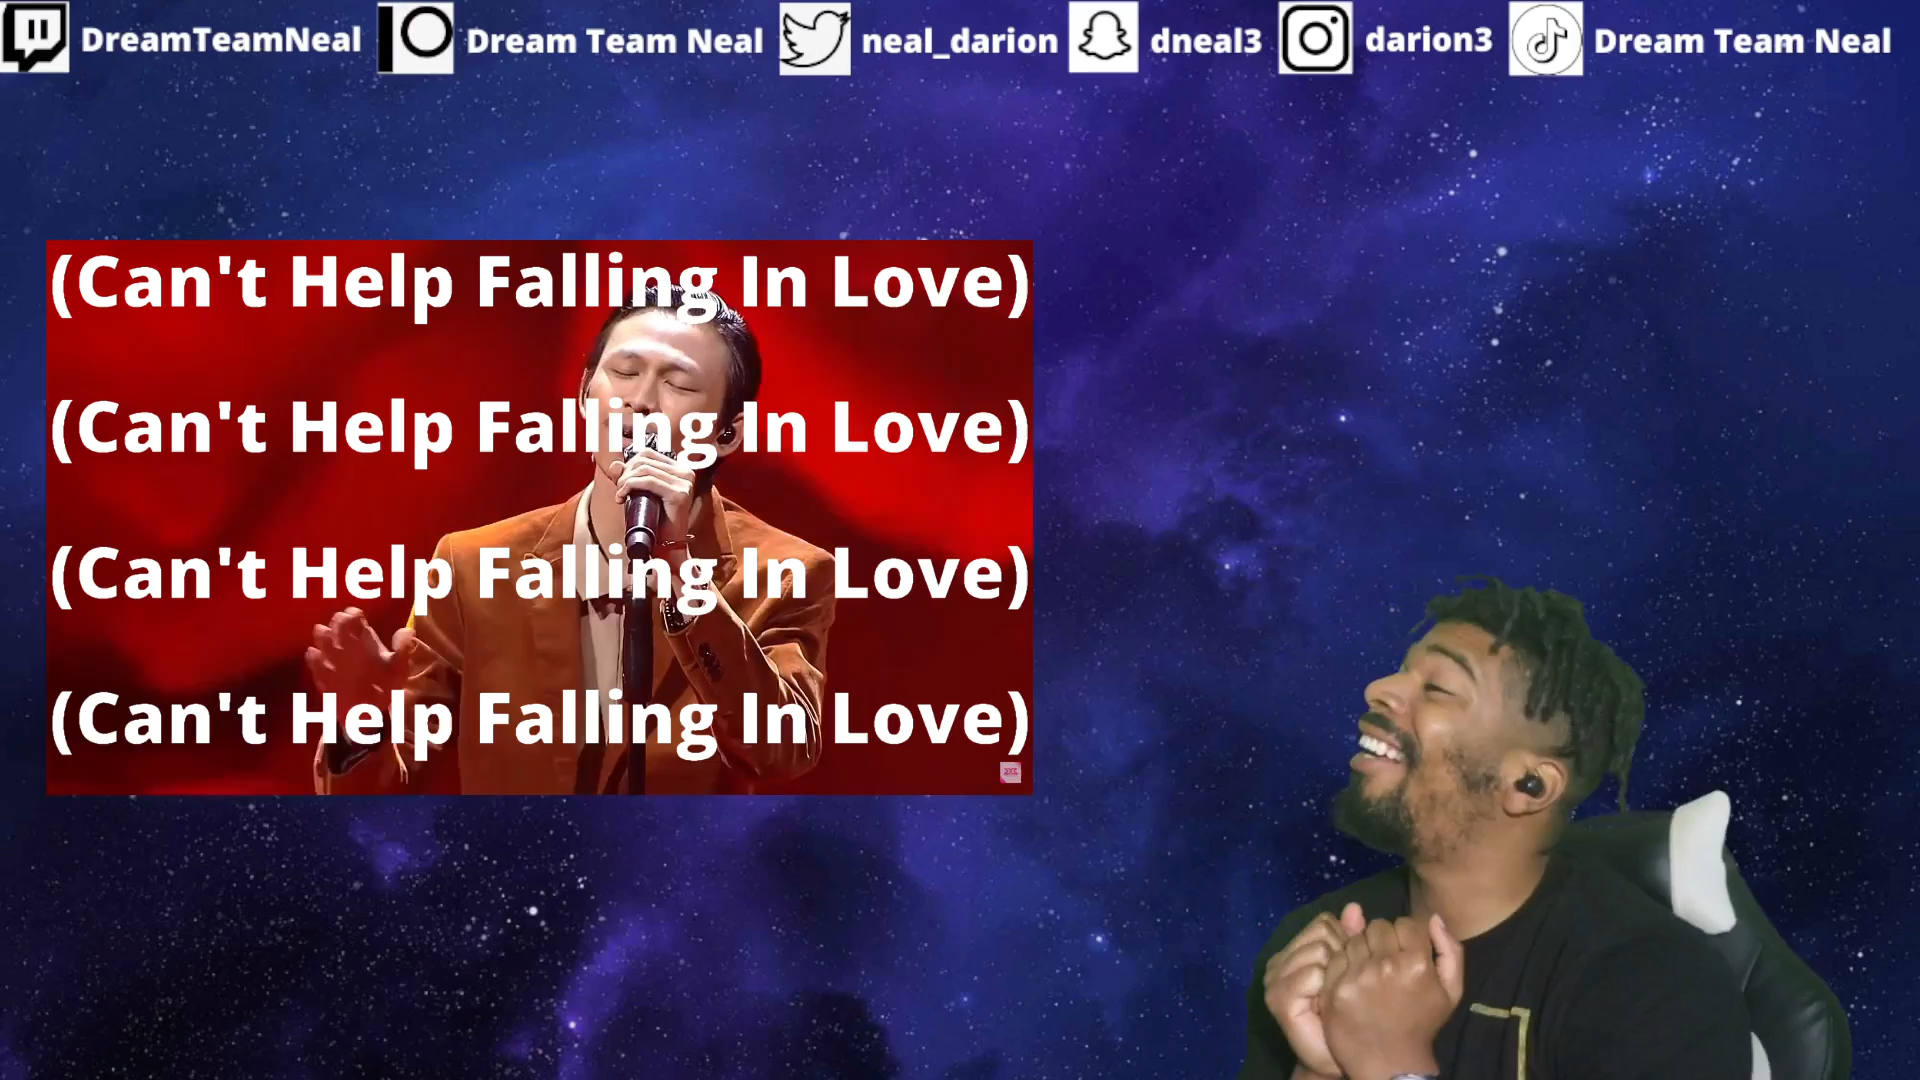 DreamTeamNeal Dream Team Neal neal_darion dneal3 darion3 Dream Team Neal
(Can't Help Falling In Love)
(Can't Help Falling In Love)
(Can't Help Falling In Love)
(Can't Help Falling In Love)